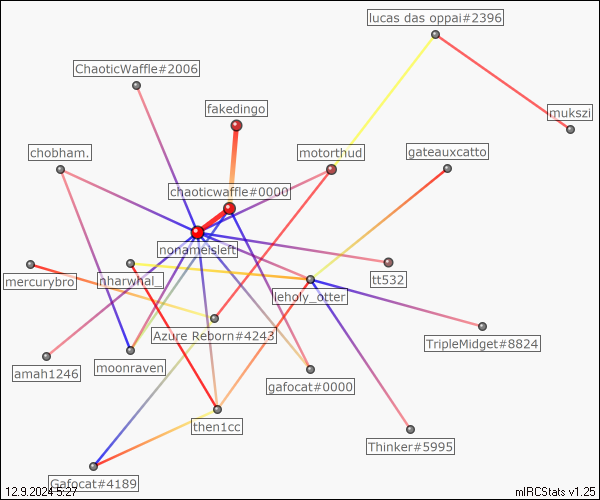 lucas das oppai#2396
ChaoticWaffle#2006
fakedingo
mukszi
chobham.
motorthud
gateauxcatto
chaoticwaffle#0000
nonameisleft
mercurybro
nharwhal_
leholy_otter
tt532
Azure Reborn#4243
TripleMidget#8824
amah1246
moonraven
gafocat#0000
then1cc
Thinker#5995
Gafocat#4189
12.9.2024 5:27
mIRCStats v1.25